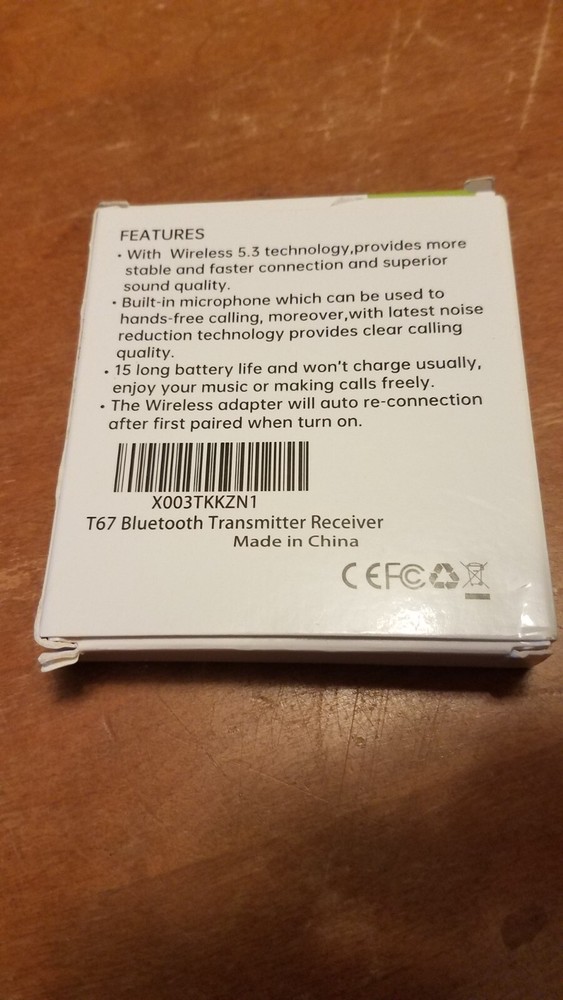 FEATURES
· With Wireless 5.3 technology,provides more
stable and faster connection and superior
sound quality.
· Built-in microphone which can be used to
hands-free calling, moreover,with latest noise
reduction technology provides clear calling
quality.
· 15 long battery life and won't charge usually,
enjoy your music or making calls freely.
· The Wireless adapter will auto re-connection
after first paired when turn on.
X003TKKZN1
T67 Bluetooth Transmitter Receiver
Made in China
CE FC